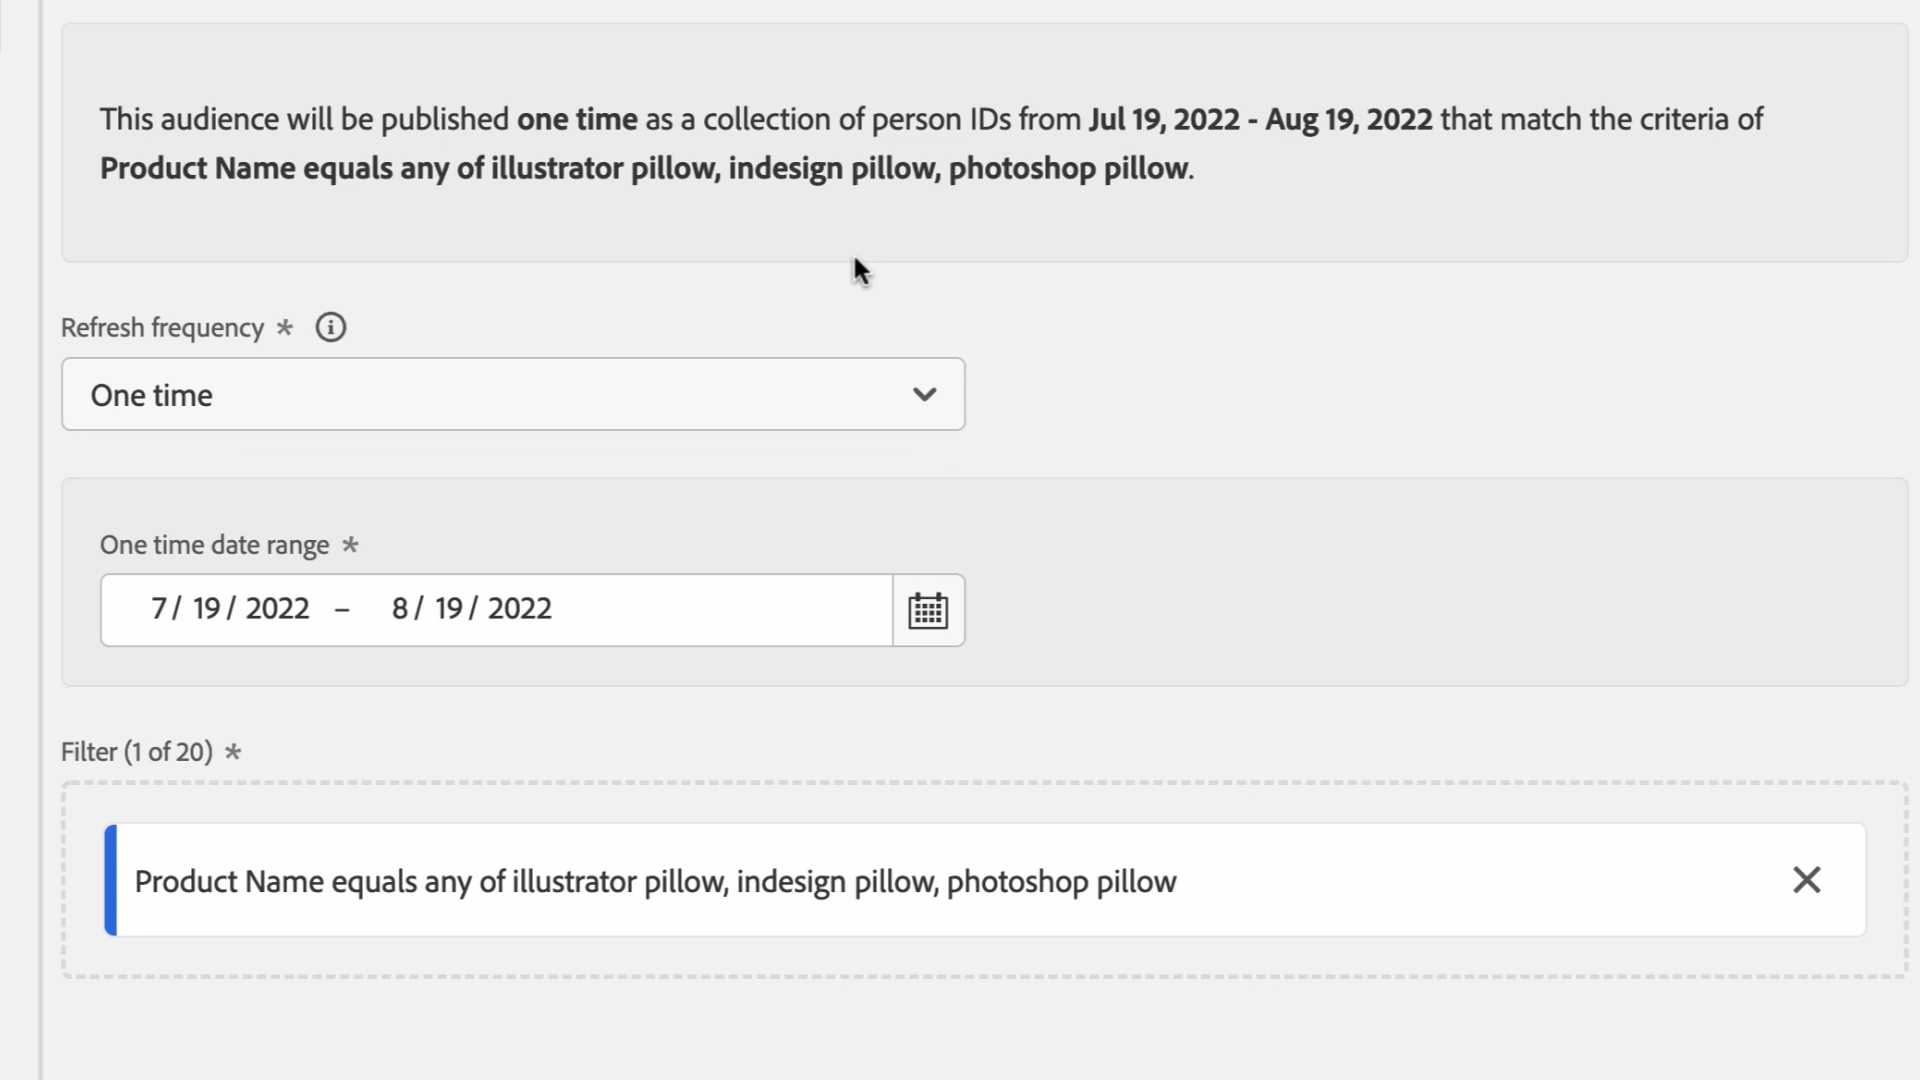 This audience will be published one time as a collection of person IDs from Jul 19, 2022 - Aug 19, 2022 that match the criteria of
Product Name equals any of illustrator pillow, indesign pillow, photoshop pillow.
Refresh frequency *
One time
One time date range *
7/ 19/ 2022 – 8/ 19/ 2022
Filter (1 of 20) *
Product Name equals any of illustrator pillow, indesign pillow, photoshop pillow